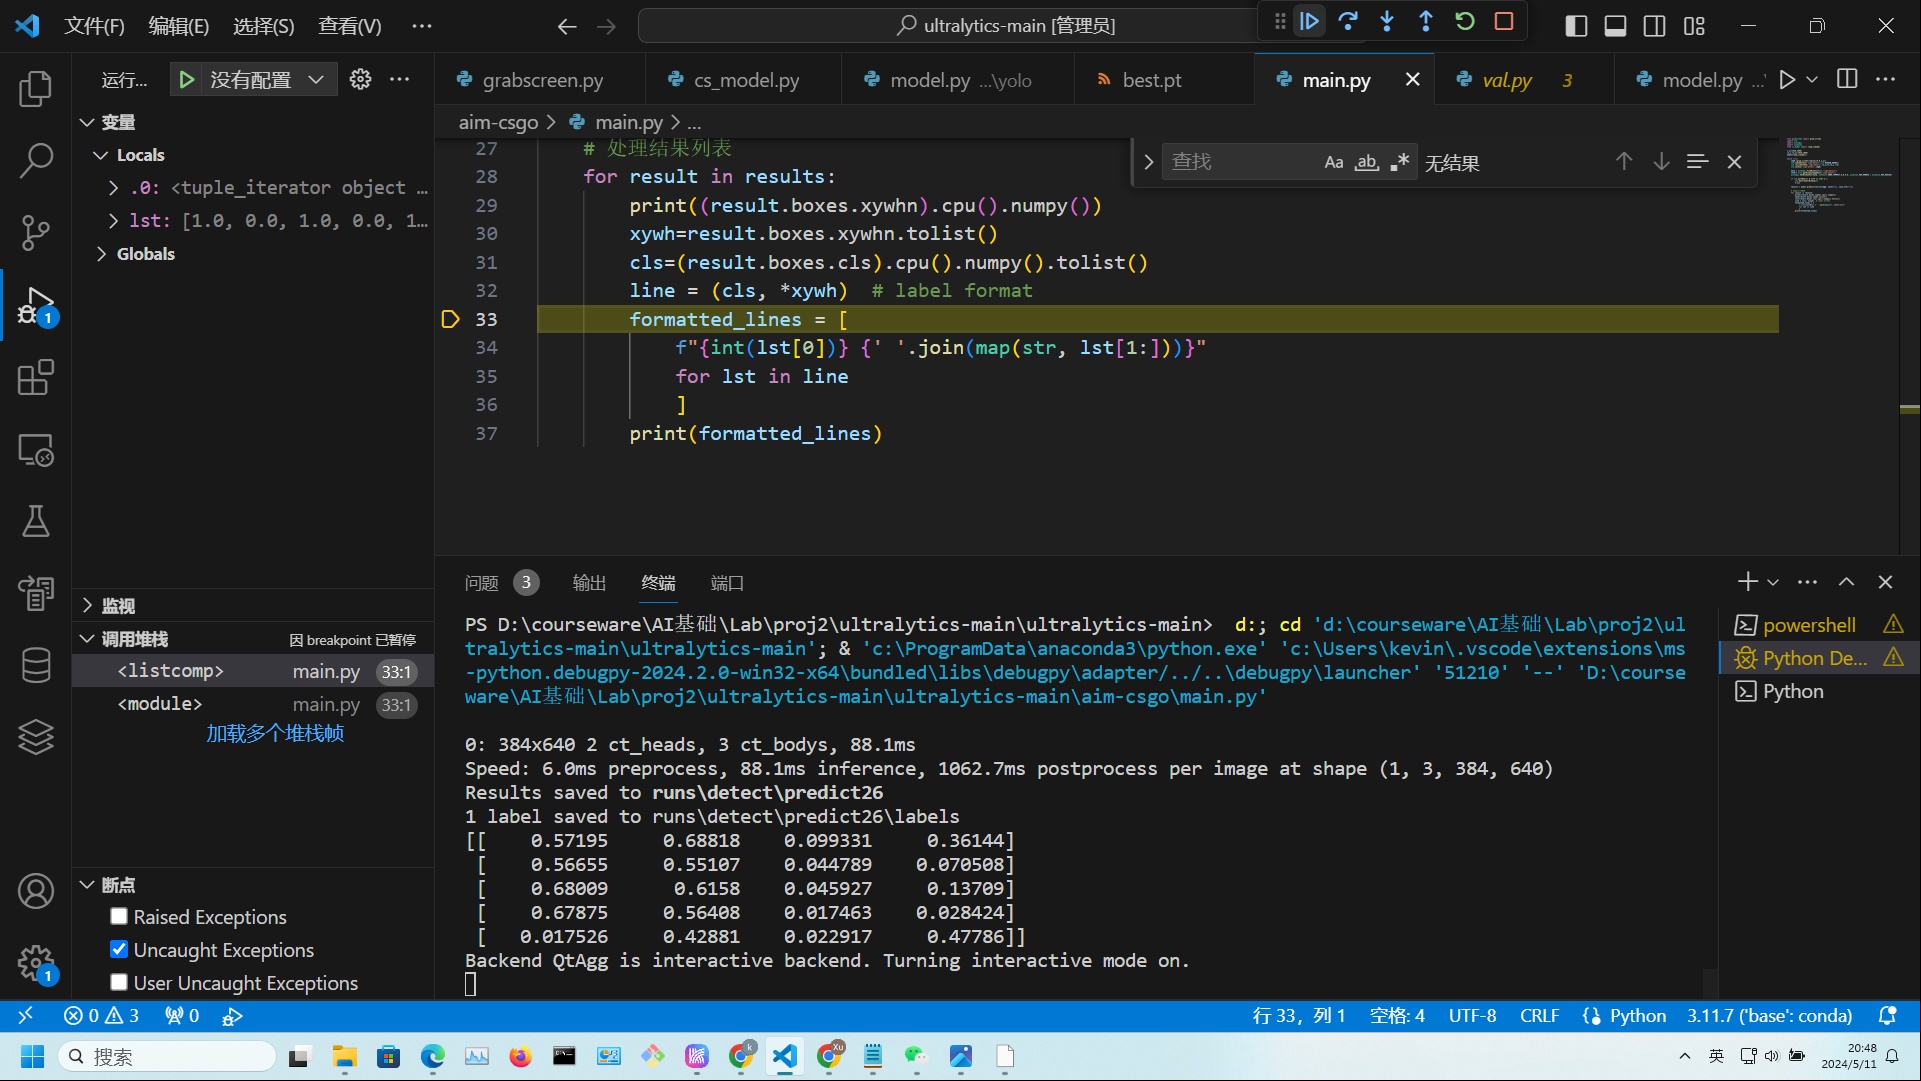 文件(F) 编辑(E) 选择(S) 查看(V) ··· ultralytics-main [管理员]
运行... 没有配置 ···
grabscreen.py cs_model.py model.py ...\yolo best.pt main.py val.py 3 model.py ...
aim-csgo > main.py > ...
变量
Locals
.0: <tuple_iterator object ...
lst: [1.0, 0.0, 1.0, 0.0, 1...
Globals
查找 Aa ab .* 无结果
27 # 处理结果列表
28 for result in results:
29 print((result.boxes.xywhn).cpu().numpy())
30 xywh=result.boxes.xywhn.tolist()
31 cls=(result.boxes.cls).cpu().numpy().tolist()
32 line = (cls, *xywh)  # label format
33 formatted_lines = [
34 f"{int(lst[0])} {' '.join(map(str, lst[1:]))}"
35 for lst in line
36 ]
37 print(formatted_lines)
监视
调用堆栈 因 breakpoint 已暂停
<listcomp> main.py 33:1
<module> main.py 33:1
加载多个堆栈帧
断点
Raised Exceptions
Uncaught Exceptions
User Uncaught Exceptions
问题 3 输出 终端 端口
PS D:\courseware\AI基础\Lab\proj2\ultralytics-main\ultralytics-main>  d:; cd 'd:\courseware\AI基础\Lab\proj2\ul
tralytics-main\ultralytics-main'; & 'c:\ProgramData\anaconda3\python.exe' 'c:\Users\kevin\.vscode\extensions\ms
-python.debugpy-2024.2.0-win32-x64\bundled\libs\debugpy\adapter/../..\debugpy\launcher' '51210' '--' 'D:\course
ware\AI基础\Lab\proj2\ultralytics-main\ultralytics-main\aim-csgo\main.py'
0: 384x640 2 ct_heads, 3 ct_bodys, 88.1ms
Speed: 6.0ms preprocess, 88.1ms inference, 1062.7ms postprocess per image at shape (1, 3, 384, 640)
Results saved to runs\detect\predict26
1 label saved to runs\detect\predict26\labels
[[ 0.57195 0.68818 0.099331 0.36144]
[ 0.56655 0.55107 0.044789 0.070508]
[ 0.68009 0.6158 0.045927 0.13709]
[ 0.67875 0.56408 0.017463 0.028424]
[ 0.017526 0.42881 0.022917 0.47786]]
Backend QtAgg is interactive backend. Turning interactive mode on.
powershell
Python De...
Python
1
1
0 3 0 行 33，列 1 空格: 4 UTF-8 CRLF Python 3.11.7 ('base': conda)
搜索 k Xu 英 20:48
2024/5/11